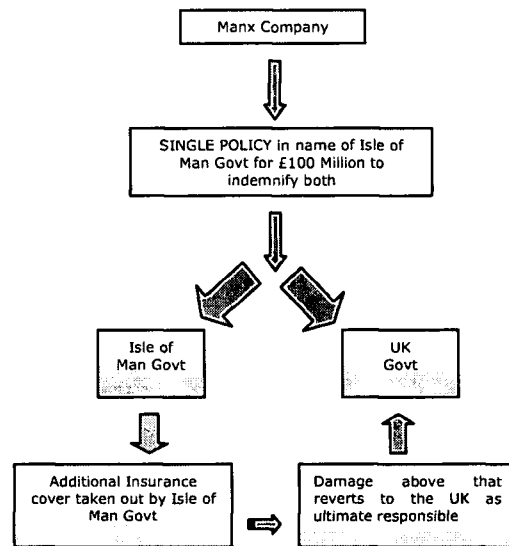 Manx Company
SINGLE POLICY in name of Isle of
Man Govt for £100 Million to
indemnify both
Isle of
Man Govt
UK
Govt
Additional Insurance
cover taken out by Isle of
Man Govt
Damage above that
reverts to the UK as
ultimate responsible